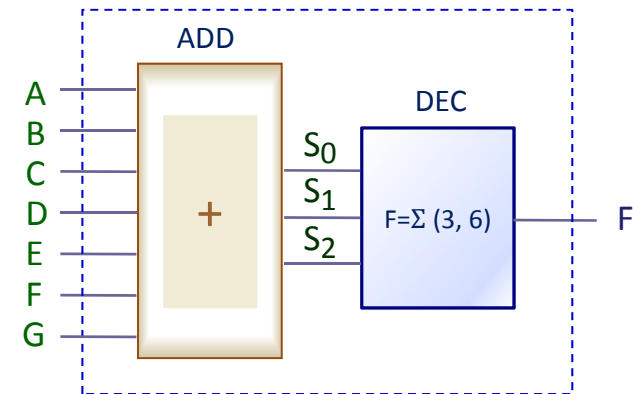 ADD
DEC
A
B
C
D
E
F
G
+
S₀
S₁
S₂
F=Σ (3, 6)
F